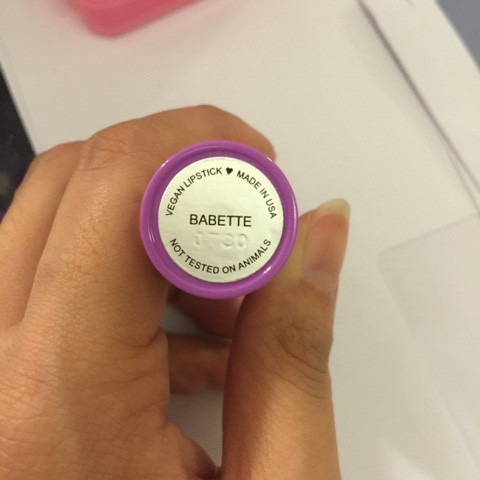 VEGAN LIPSTICK ♥ MADE IN USA
BABETTE
NOT TESTED ON ANIMALS